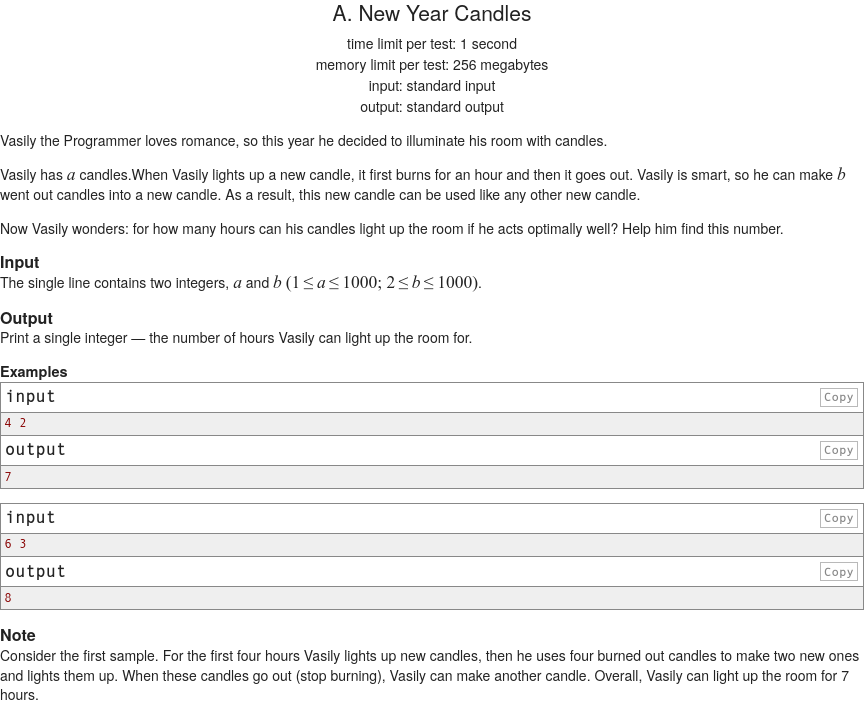 A. New Year Candles
time limit per test: 1 second
memory limit per test: 256 megabytes
input: standard input
output: standard output
Vasily the Programmer loves romance, so this year he decided to illuminate his room with candles.
Vasily has a candles.When Vasily lights up a new candle, it first burns for an hour and then it goes out. Vasily is smart, so he can make b
went out candles into a new candle. As a result, this new candle can be used like any other new candle.
Now Vasily wonders: for how many hours can his candles light up the room if he acts optimally well? Help him find this number.
Input
The single line contains two integers, a and b (1 ≤ a ≤ 1000; 2 ≤ b ≤ 1000).
Output
Print a single integer — the number of hours Vasily can light up the room for.
Examples
input Copy
4 2
output Copy
7
input Copy
6 3
output Copy
8
Note
Consider the first sample. For the first four hours Vasily lights up new candles, then he uses four burned out candles to make two new ones
and lights them up. When these candles go out (stop burning), Vasily can make another candle. Overall, Vasily can light up the room for 7
hours.